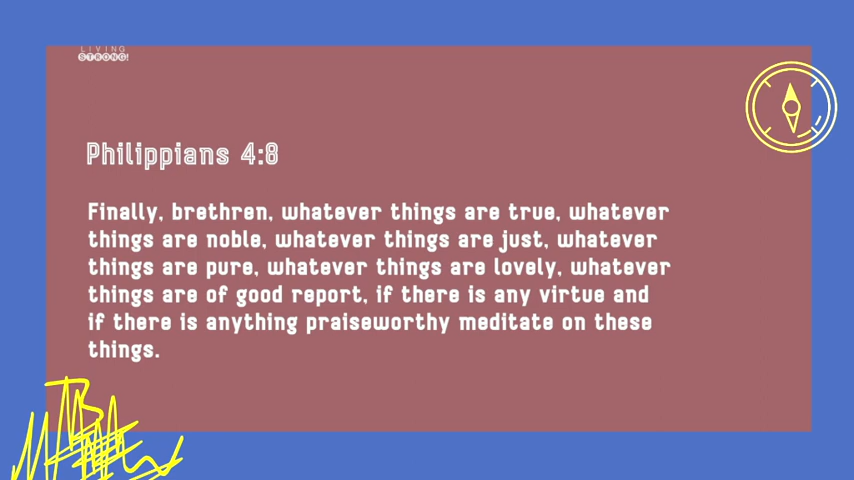 LIVING
STRONG!
Philippians 4:8
Finally, brethren, whatever things are true, whatever
things are noble, whatever things are just, whatever
things are pure, whatever things are lovely, whatever
things are of good report, if there is any virtue and
if there is anything praiseworthy meditate on these
things.